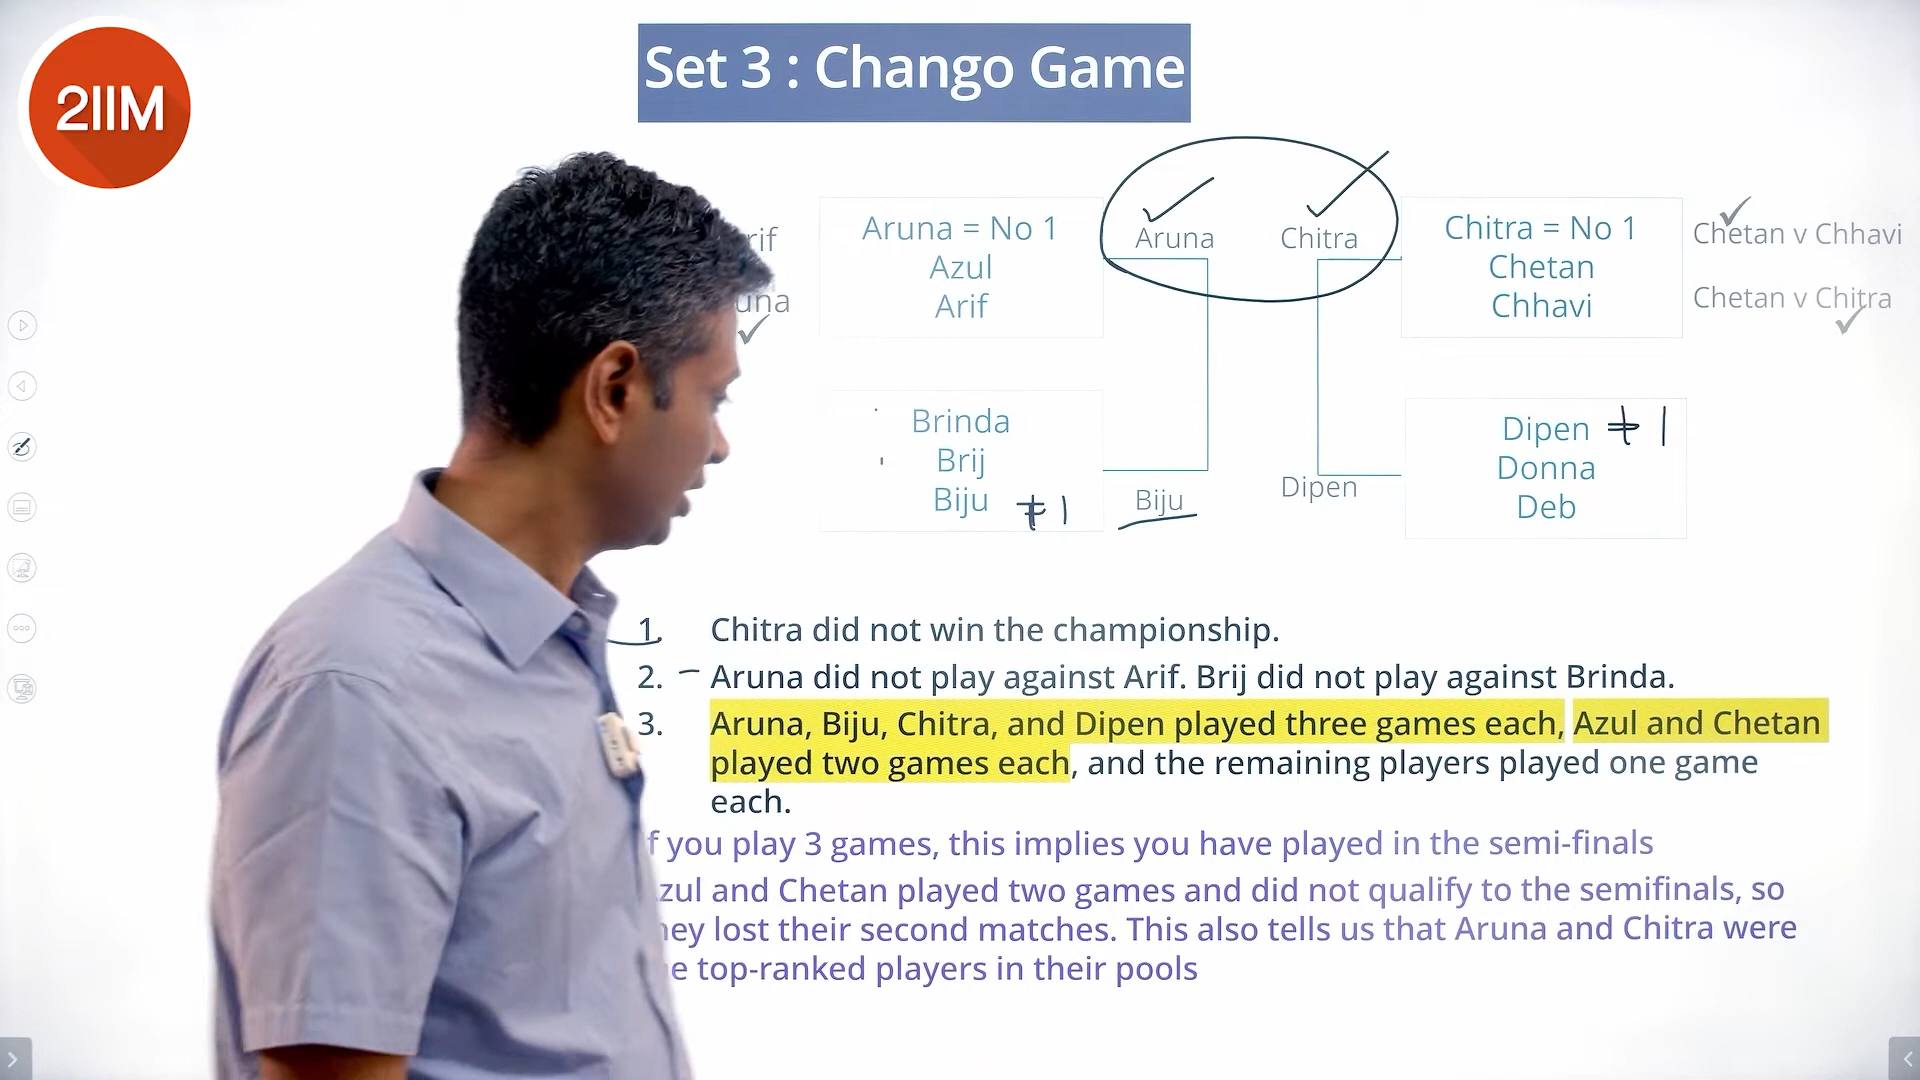 2IIM
Set 3 : Chango Game
Aruna = No 1
Azul
Arif
Aruna
Chitra
Chitra = No 1
Chetan
Chhavi
Chetan v Chhavi
Chetan v Chitra
Brinda
Brij
Biju ≠ 1
Biju
Dipen
Dipen ≠ 1
Donna
Deb
1. Chitra did not win the championship.
2. Aruna did not play against Arif. Brij did not play against Brinda.
3. Aruna, Biju, Chitra, and Dipen played three games each, Azul and Chetan
played two games each, and the remaining players played one game
each.
you play 3 games, this implies you have played in the semi-finals
and Chetan played two games and did not qualify to the semifinals, so
lost their second matches. This also tells us that Aruna and Chitra were
top-ranked players in their pools